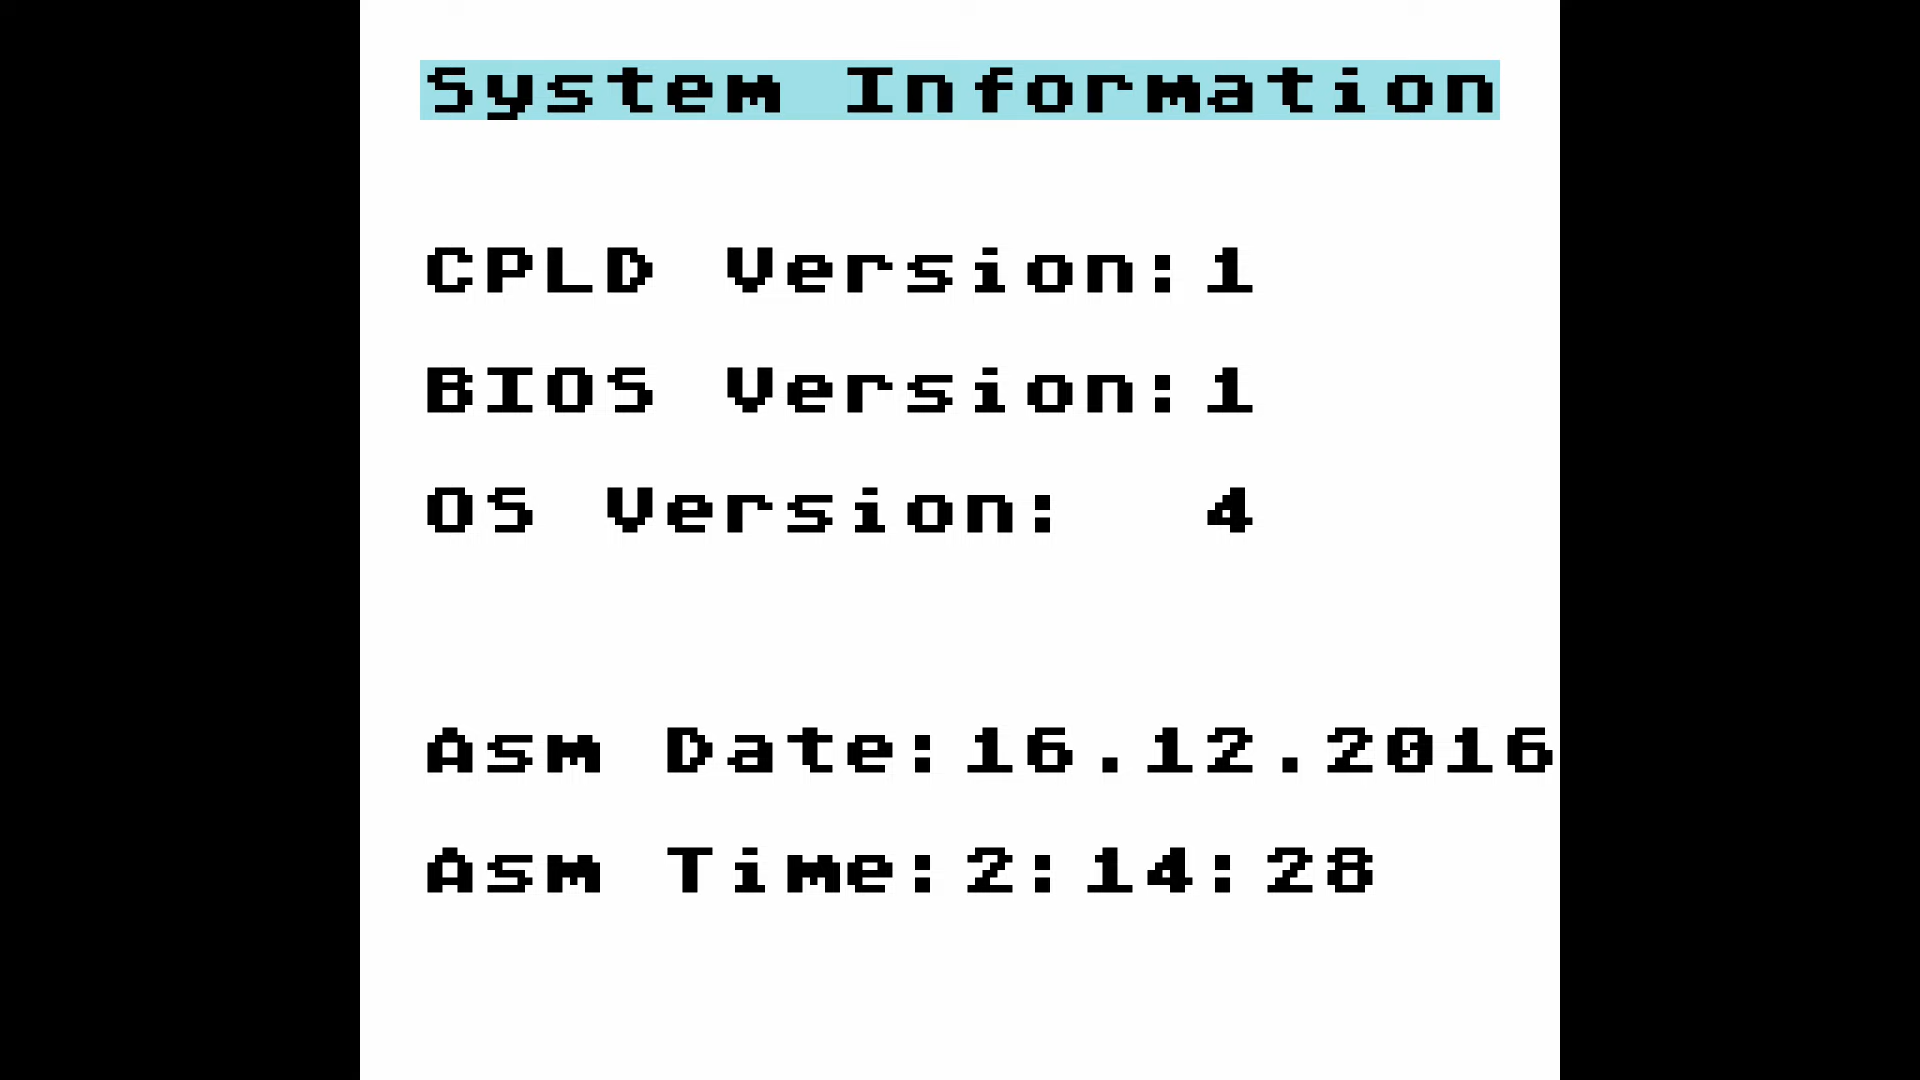 System Information
CPLD Version:1
BIOS Version:1
OS Version:  4
Asm Date:16.12.2016
Asm Time:2:14:28